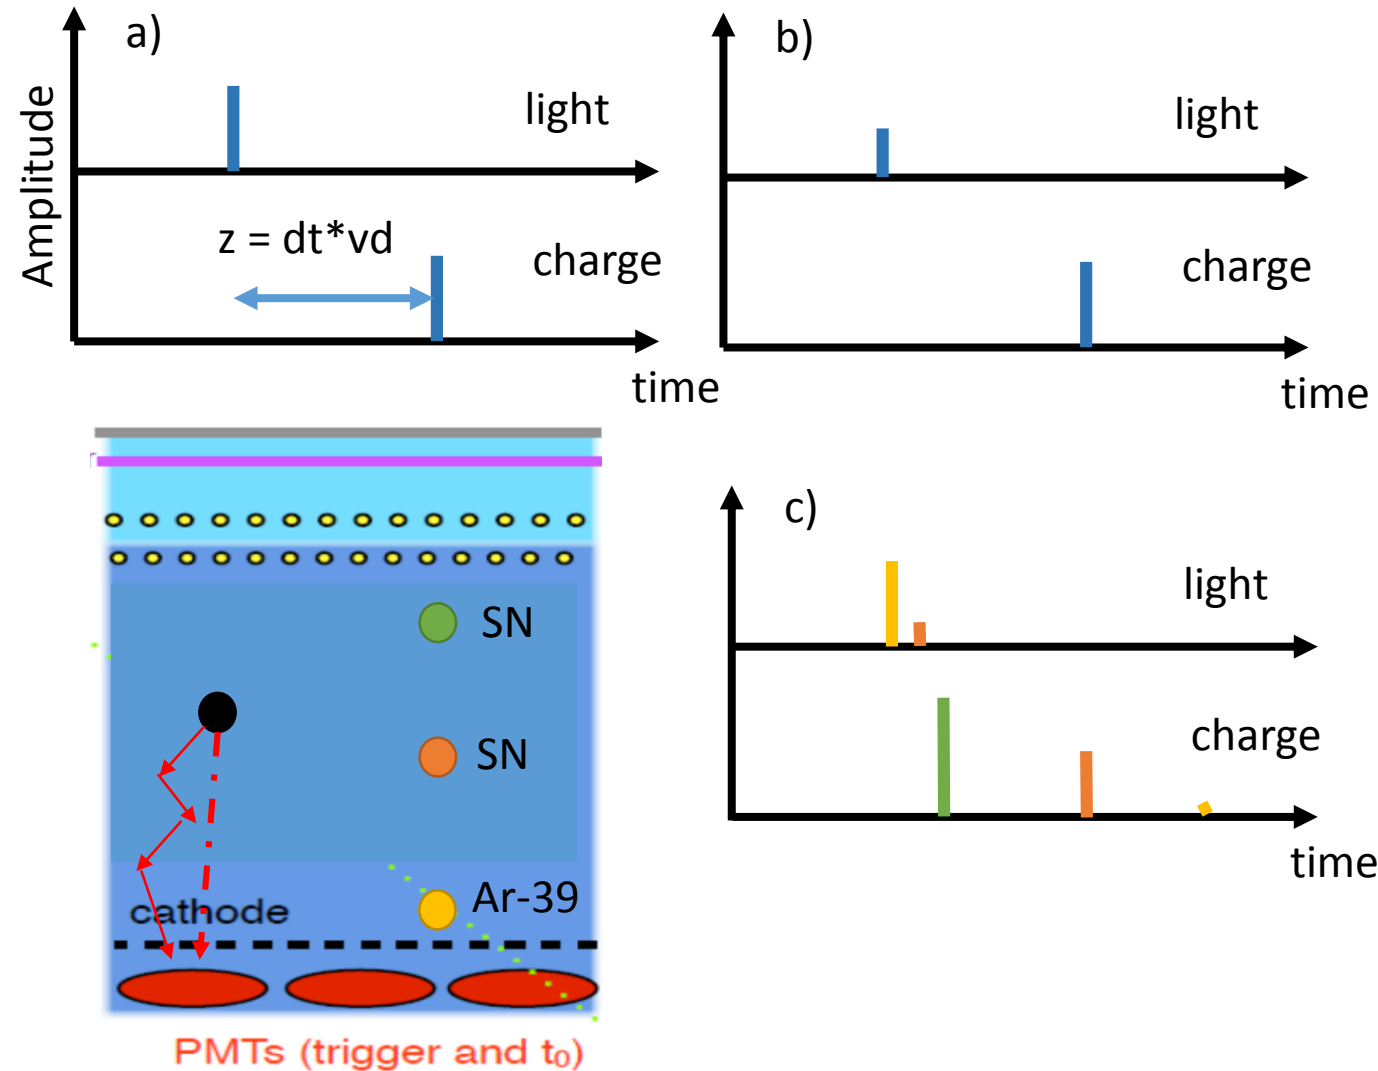 a)
Amplitude
light
z = dt*vd
charge
time
b)
light
charge
time
SN
SN
Ar-39
cathode
PMTs (trigger and t₀)
c)
light
charge
time